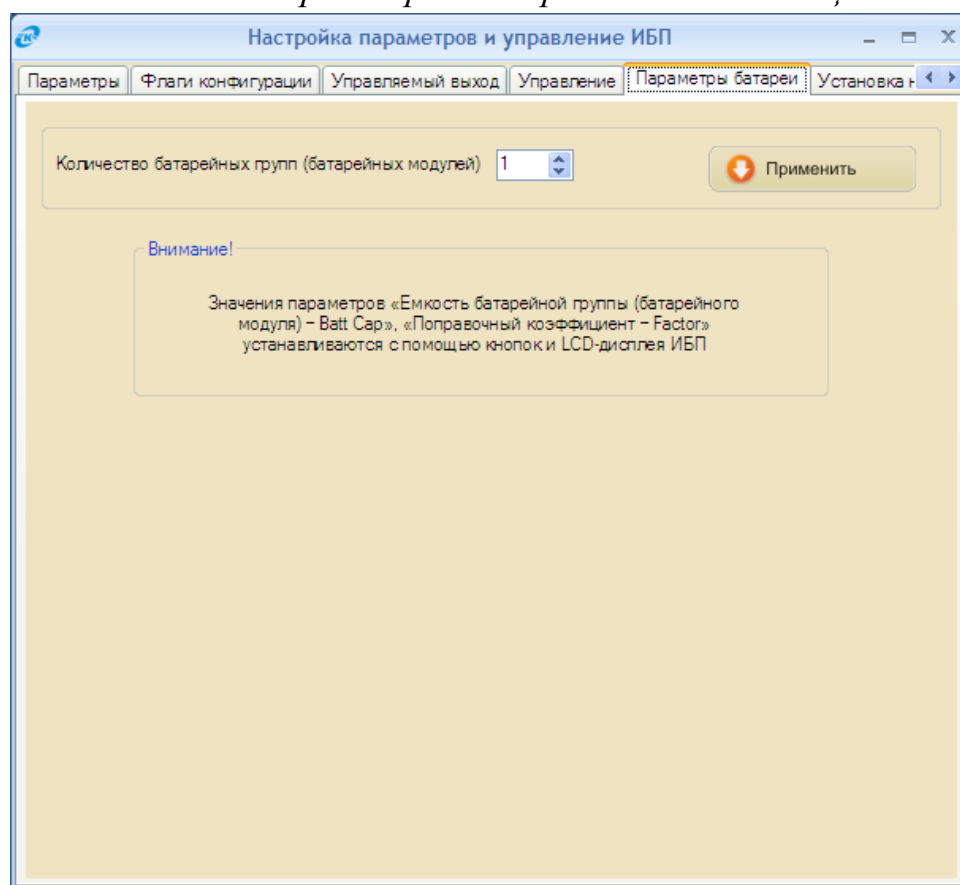 Настройка параметров и управление ИБП
Параметры Флаги конфигурации Управляемый выход Управление Параметры батареи Установка н
Количество батарейных групп (батарейных модулей) 1 Применить
Внимание!
Значения параметров «Емкость батарейной группы (батарейного
модуля) – Batt Cap», «Поправочный коэффициент – Factor»
устанавливаются с помощью кнопок и LCD-дисплея ИБП